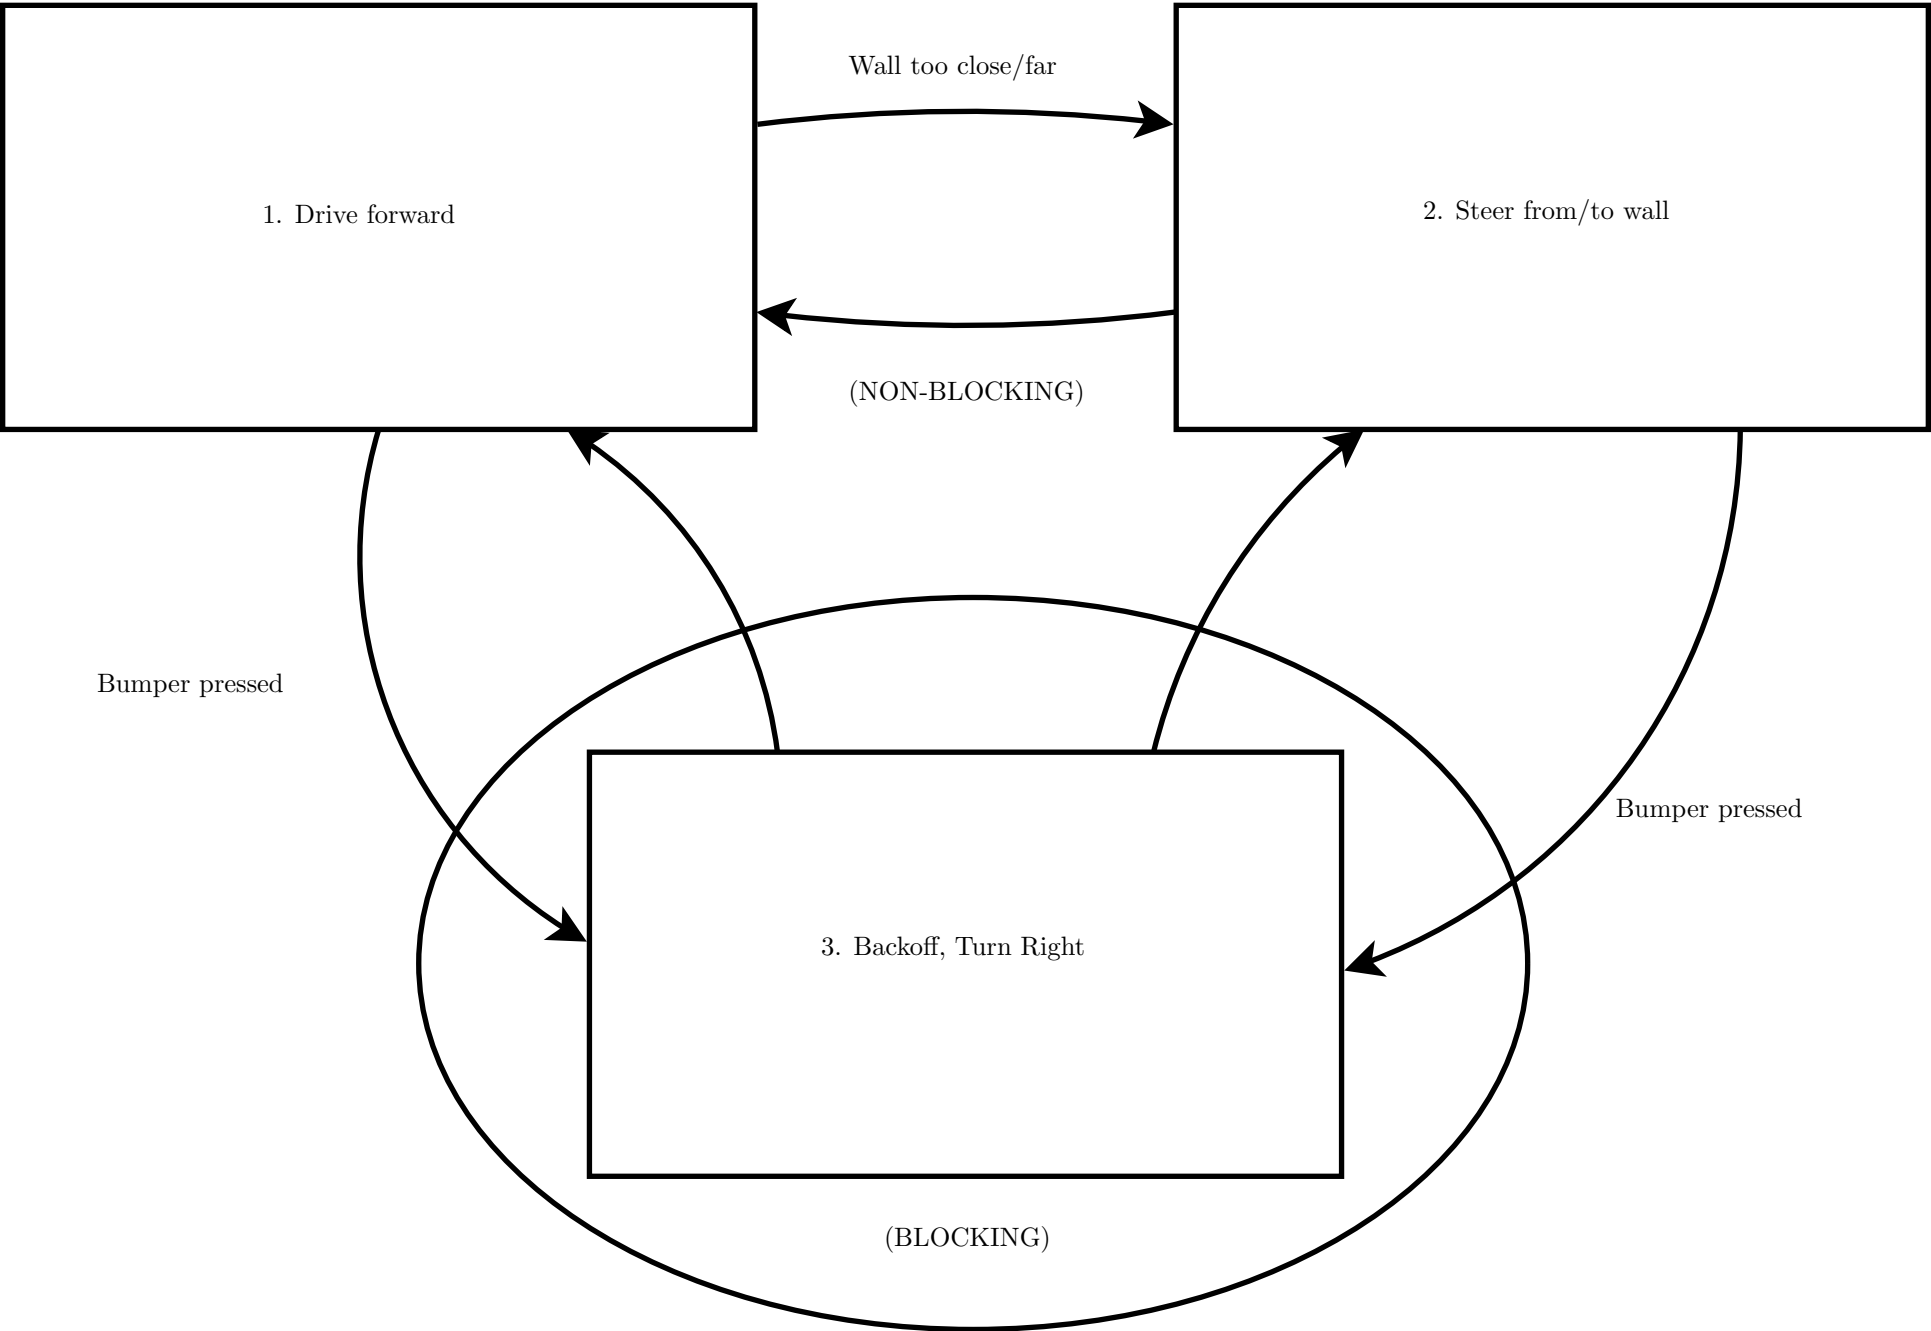 Wall too close/far
1. Drive forward
2. Steer from/to wall
(NON-BLOCKING)
Bumper pressed
Bumper pressed
3. Backoff, Turn Right
(BLOCKING)